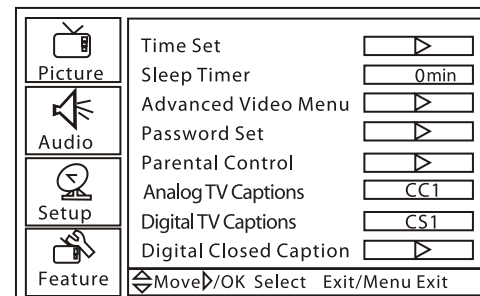 Picture
Audio
Setup
Feature
Time Set
Sleep Timer 0min
Advanced Video Menu
Password Set
Parental Control
Analog TV Captions CC1
Digital TV Captions CS1
Digital Closed Caption
Move /OK Select Exit/Menu Exit